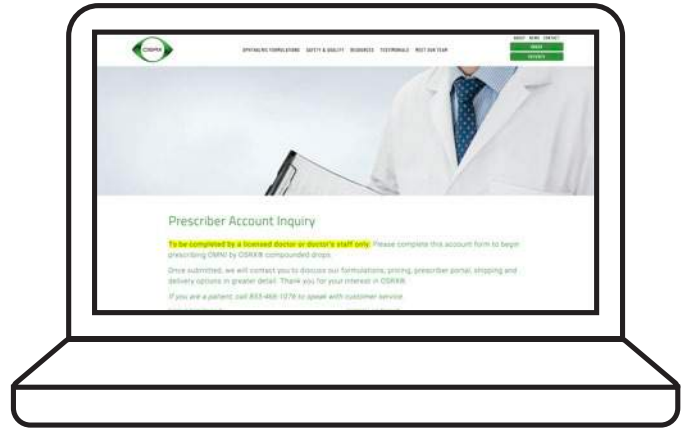 ABOUT NEWS CONTACT
OSRX
OPHTHALMIC FORMULATIONS SAFETY & QUALITY RESOURCES TESTIMONIALS MEET OUR TEAM
ORDER
Prescriber Account Inquiry
To be completed by a licensed doctor or doctor's staff only. Please complete this account form to begin
prescribing OMNI by OSRX® compounded drops.
Once submitted, we will contact you to discuss our formulations, pricing, prescriber portal, shipping and
delivery options in greater detail. Thank you for your interest in OSRX®.
If you are a patient, call to speak with customer service.